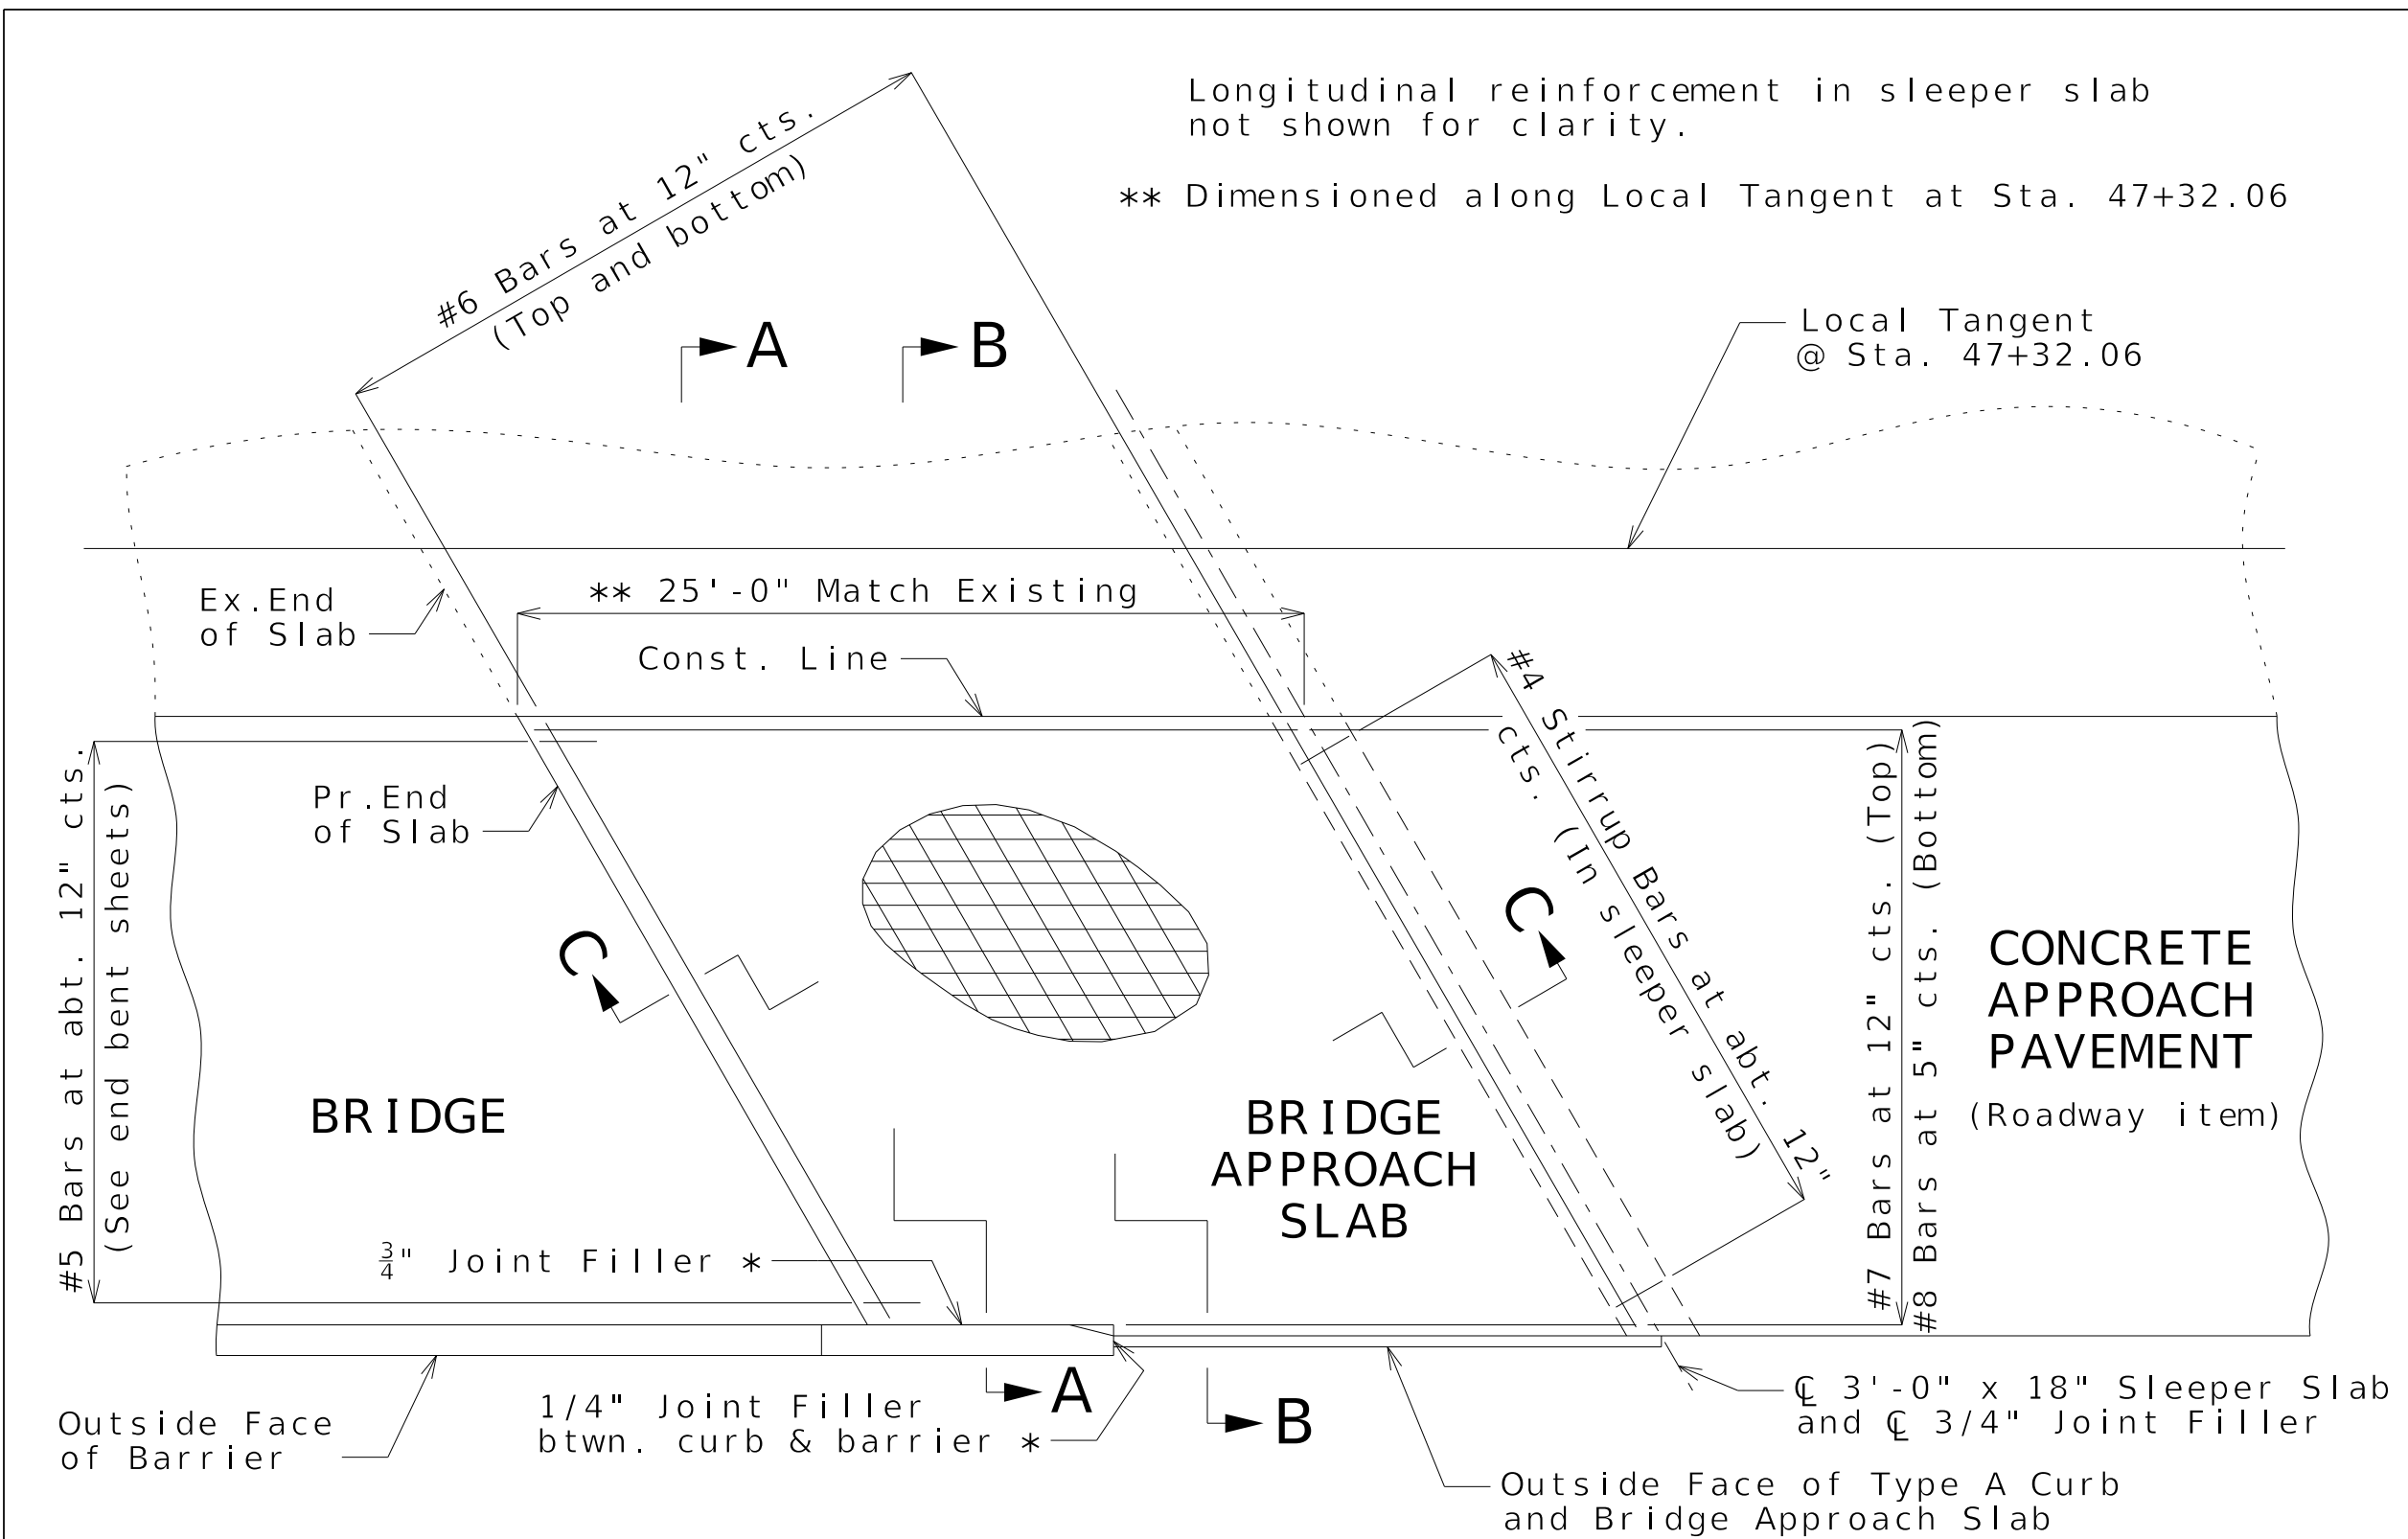 Longitudinal reinforcement in sleeper slab
not shown for clarity.
** Dimensioned along Local Tangent at Sta. 47+32.06
#6 Bars at 12" cts.
(Top and bottom)
A
B
Local Tangent
@ Sta. 47+32.06
Ex.End
of Slab
** 25'-0" Match Existing
Const. Line
#4 Stirrup Bars at abt. 12"
cts. (In sleeper slab)
#5 Bars at abt. 12" cts.
(See end bent sheets)
Pr.End
of Slab
#7 Bars at 12" cts. (Top)
#8 Bars at 5" cts. (Bottom)
C
C
CONCRETE
APPROACH
PAVEMENT
(Roadway item)
BRIDGE
BRIDGE
APPROACH
SLAB
¾" Joint Filler *
A
B
1/4" Joint Filler
btwn. curb & barrier *
Outside Face
of Barrier
℄ 3'-0" x 18" Sleeper Slab
and ℄ 3/4" Joint Filler
Outside Face of Type A Curb
and Bridge Approach Slab